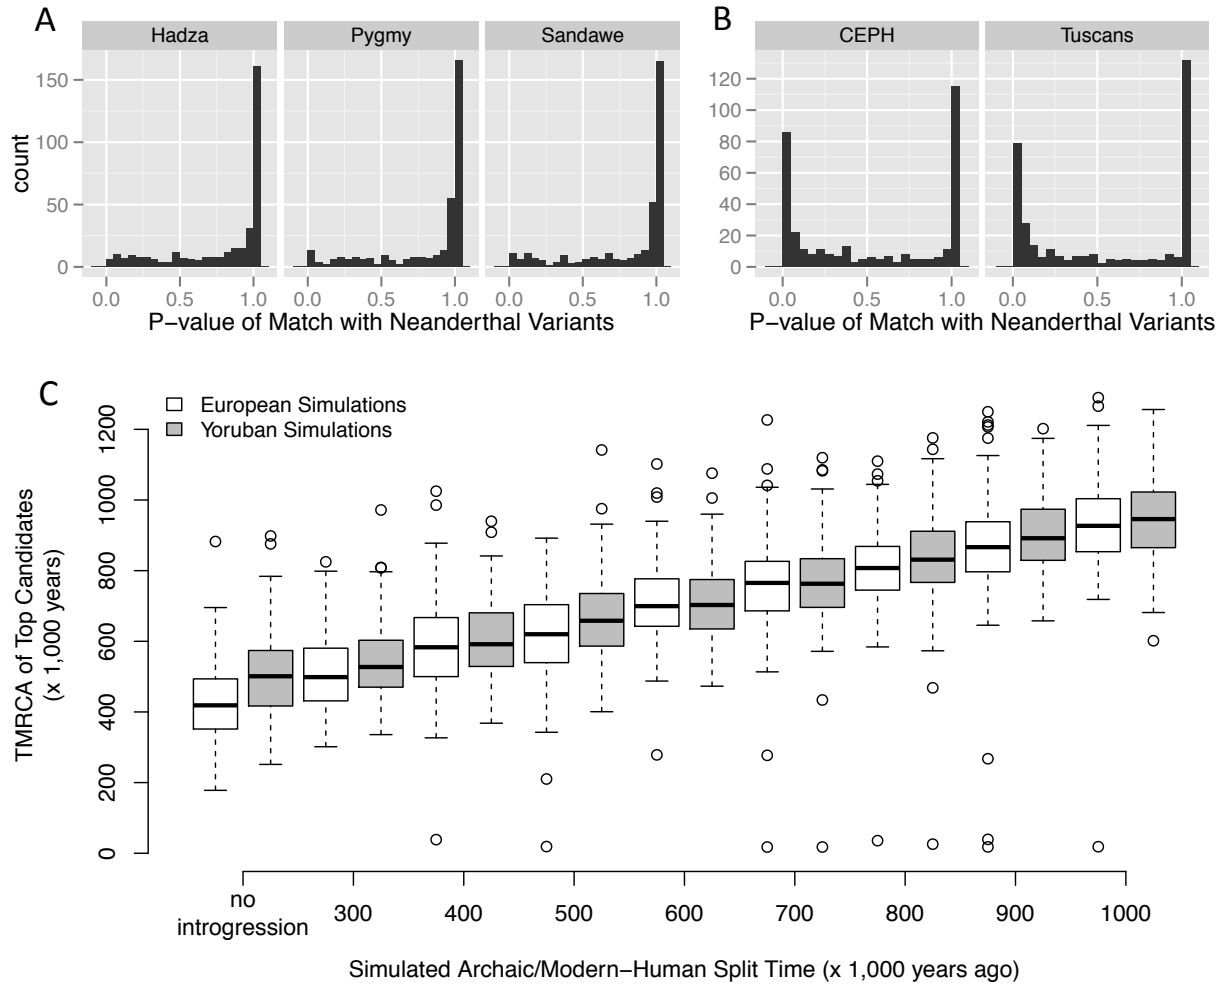 A
B
Hadza
Pygmy
Sandawe
CEPH
Tuscans
count
150
100
50
0
120
100
80
60
40
20
0
0.0 0.5 1.0 0.0 0.5 1.0 0.0 0.5 1.0
0.0 0.5 1.0 0.0 0.5 1.0
P−value of Match with Neanderthal Variants
P−value of Match with Neanderthal Variants
C
European Simulations
Yoruban Simulations
TMRCA of Top Candidates
(x 1,000 years)
1200
1000
800
600
400
200
0
no
introgression
300 400 500 600 700 800 900 1000
Simulated Archaic/Modern−Human Split Time (x 1,000 years ago)